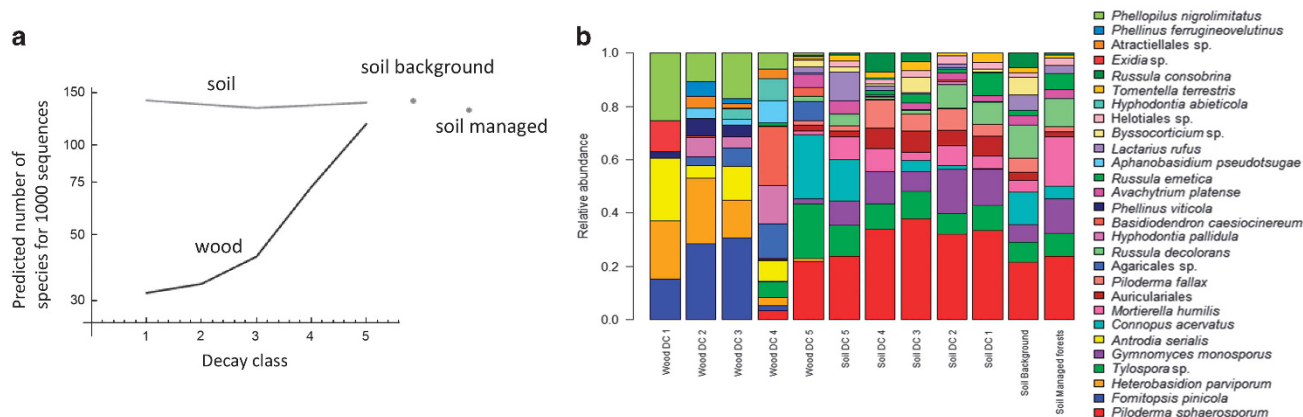 a
soil
soil background
soil managed
wood
Predicted number of
species for 1000 sequences
150
100
75
50
30
1
2
3
4
5
Decay class
b
Relative abundance
1.0
0.8
0.6
0.4
0.2
0.0
Wood DC 1
Wood DC 2
Wood DC 3
Wood DC 4
Wood DC 5
Soil DC 5
Soil DC 4
Soil DC 3
Soil DC 2
Soil DC 1
Soil Background
Soil Managed forests
Phellopilus nigrolimitatus
Phellinus ferrugineovelutinus
Atractiellales sp.
Exidia sp.
Russula consobrina
Tomentella terrestris
Hyphodontia abieticola
Helotiales sp.
Byssocorticium sp.
Lactarius rufus
Aphanobasidium pseudotsugae
Russula emetica
Avachytrium platense
Phellinus viticola
Basidiodendron caesiocinereum
Hyphodontia pallidula
Russula decolorans
Agaricales sp.
Piloderma fallax
Auriculariales
Mortierella humilis
Connopus acervatus
Antrodia serialis
Gymnomyces monosporus
Tylospora sp.
Heterobasidion parviporum
Fomitopsis pinicola
Piloderma sphaerosporum